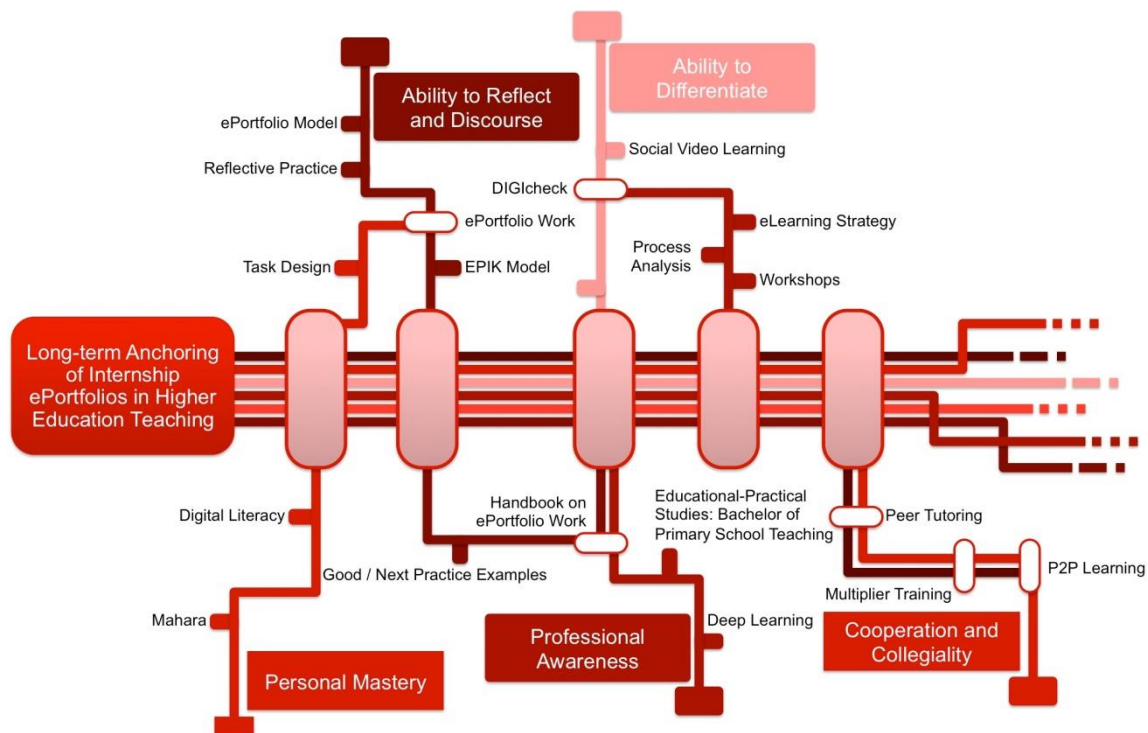 Ability to Reflect
and Discourse
Ability to
Differentiate
ePortfolio Model
Reflective Practice
Social Video Learning
DIGIcheck
ePortfolio Work
eLearning Strategy
Process
Analysis
Task Design
EPIK Model
Workshops
Long-term Anchoring
of Internship
ePortfolios in Higher
Education Teaching
Digital Literacy
Handbook on
ePortfolio Work
Educational-Practical
Studies: Bachelor of
Primary School Teaching
Peer Tutoring
Good / Next Practice Examples
P2P Learning
Multiplier Training
Mahara
Deep Learning
Personal Mastery
Professional
Awareness
Cooperation and
Collegiality